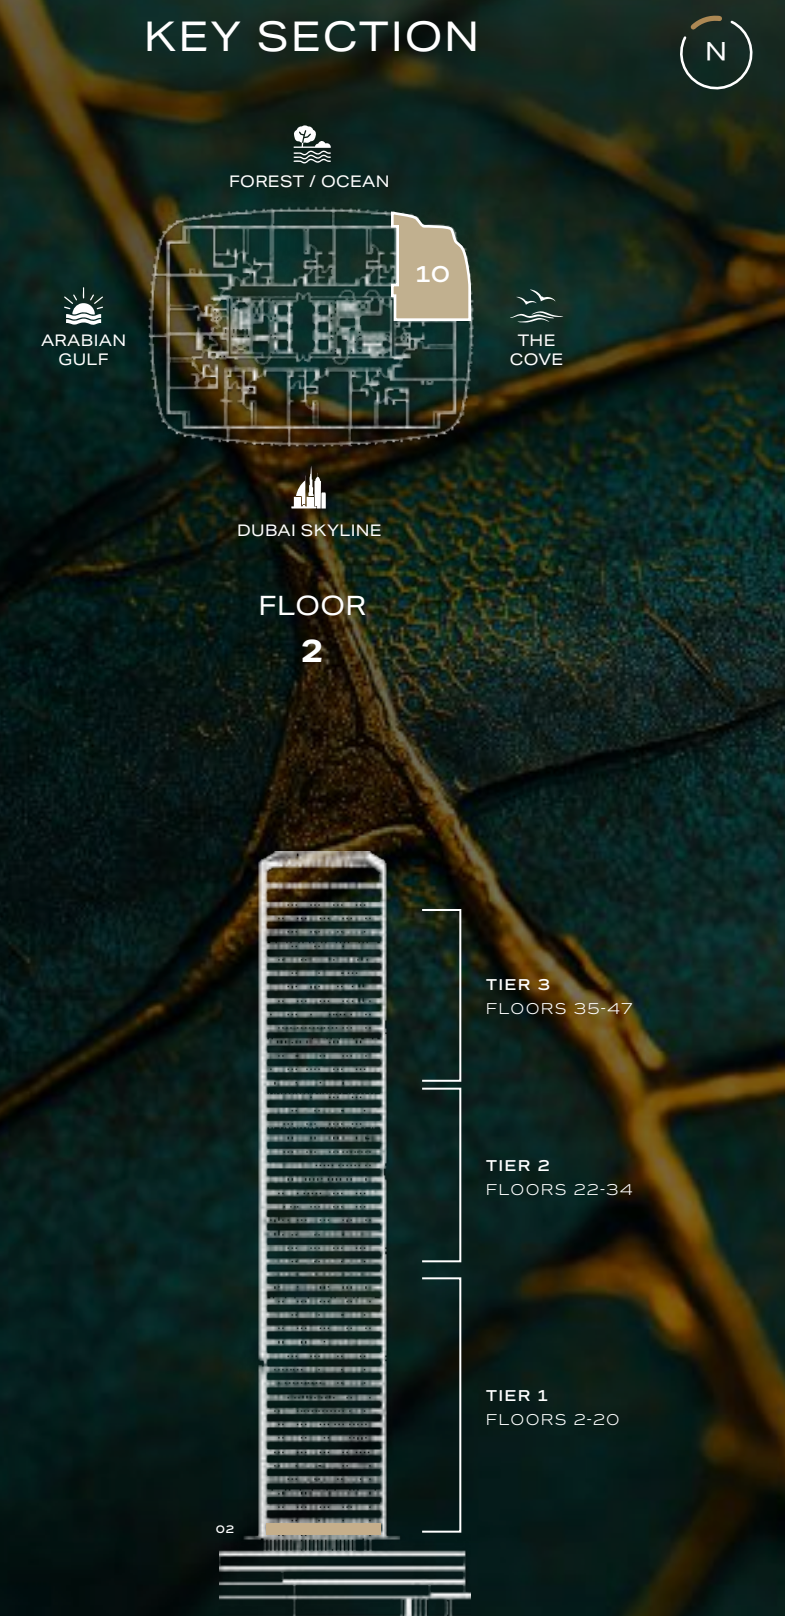 KEY SECTION
N
FOREST / OCEAN
10
ARABIAN
GULF
THE
COVE
DUBAI SKYLINE
FLOOR
2
TIER 3
FLOORS 35-47
TIER 2
FLOORS 22-34
TIER 1
FLOORS 2-20
02